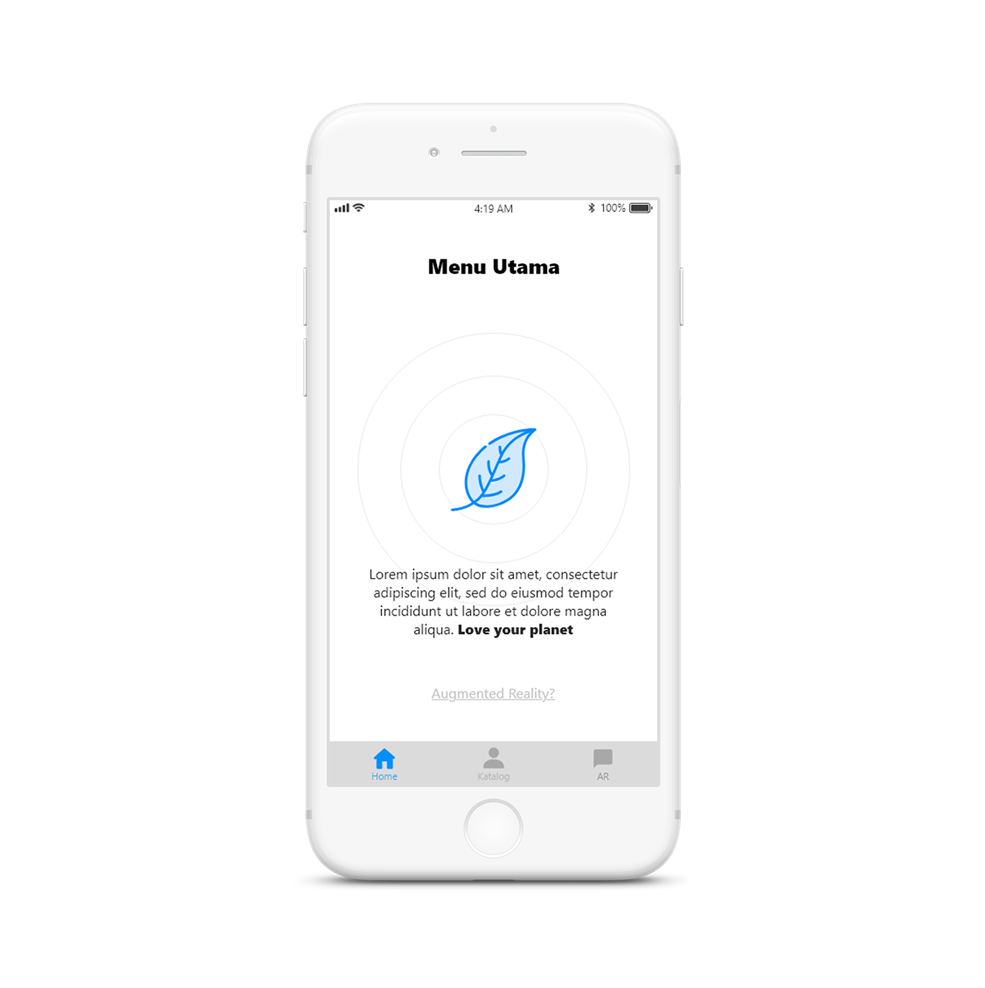 4:19 AM
100%
Menu Utama
Lorem ipsum dolor sit amet, consectetur
adipiscing elit, sed do eiusmod tempor
incididunt ut labore et dolore magna
aliqua. Love your planet
Augmented Reality?
Home
Katalog
AR